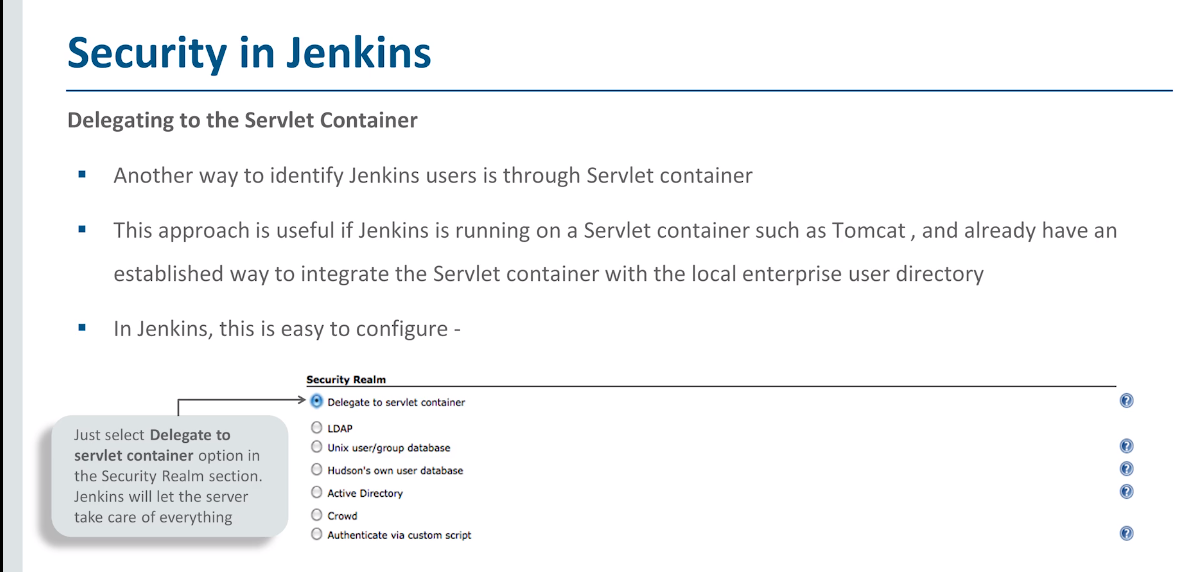 Security in Jenkins
Delegating to the Servlet Container
Another way to identify Jenkins users is through Servlet container
This approach is useful if Jenkins is running on a Servlet container such as Tomcat , and already have an
established way to integrate the Servlet container with the local enterprise user directory
In Jenkins, this is easy to configure -
Just select Delegate to
servlet container option in
the Security Realm section.
Jenkins will let the server
take care of everything
Security Realm
Delegate to servlet container
?
LDAP
Unix user/group database
?
Hudson's own user database
?
Active Directory
?
Crowd
Authenticate via custom script
?